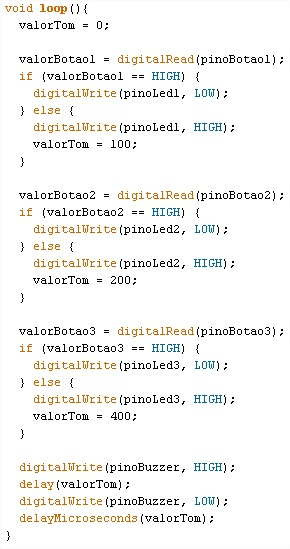 void loop(){
  valorTom = 0;

  valorBotao1 = digitalRead(pinoBotao1);
  if (valorBotao1 == HIGH) {
    digitalWrite(pinoLed1, LOW);
  } else {
    digitalWrite(pinoLed1, HIGH);
    valorTom = 100;
  }

  valorBotao2 = digitalRead(pinoBotao2);
  if (valorBotao2 == HIGH) {
    digitalWrite(pinoLed2, LOW);
  } else {
    digitalWrite(pinoLed2, HIGH);
    valorTom = 200;
  }

  valorBotao3 = digitalRead(pinoBotao3);
  if (valorBotao3 == HIGH) {
    digitalWrite(pinoLed3, LOW);
  } else {
    digitalWrite(pinoLed3, HIGH);
    valorTom = 400;
  }

  digitalWrite(pinoBuzzer, HIGH);
  delay(valorTom);
  digitalWrite(pinoBuzzer, LOW);
  delayMicroseconds(valorTom);
}